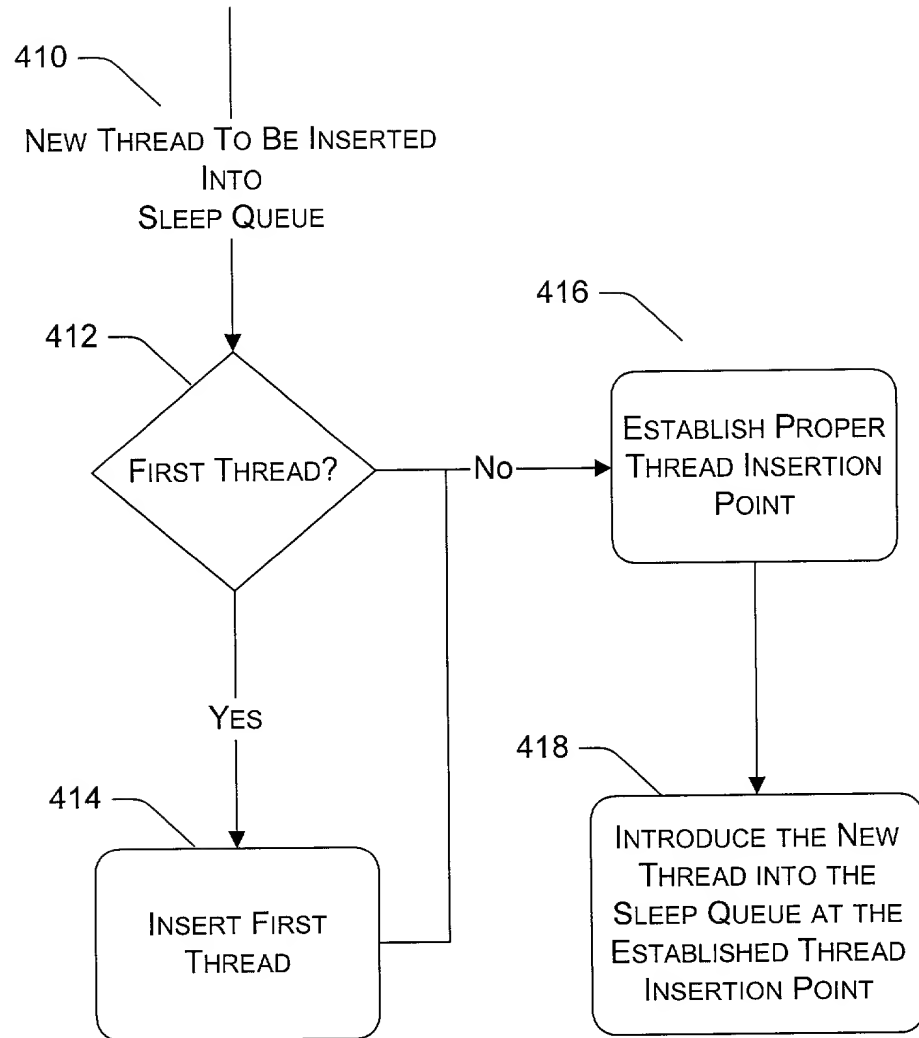 410
NEW THREAD TO BE INSERTED
INTO
SLEEP QUEUE
412
FIRST THREAD?
No
YES
414
INSERT FIRST
THREAD
416
ESTABLISH PROPER
THREAD INSERTION
POINT
418
INTRODUCE THE NEW
THREAD INTO THE
SLEEP QUEUE AT THE
ESTABLISHED THREAD
INSERTION POINT